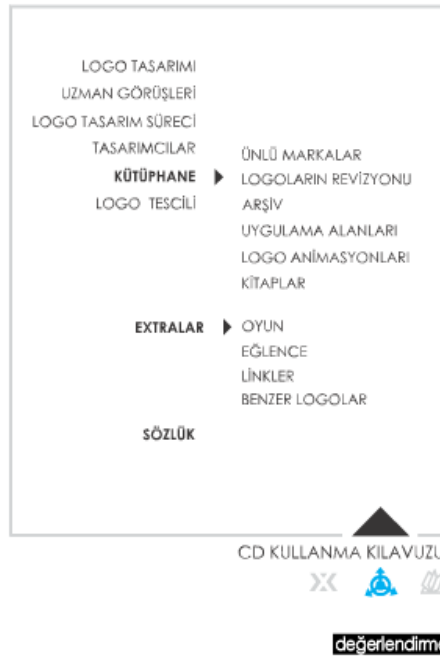 LOGO TASARIMI
UZMAN GÖRÜŞLERİ
LOGO TASARIM SÜRECİ
TASARIMCILAR
KÜTÜPHANE
LOGO TESCİLİ
ÜNLÜ MARKALAR
LOGOLARIN REVİZYONU
ARŞİV
UYGULAMA ALANLARI
LOGO ANİMASYONLARI
KİTAPLAR
EXTRALAR
OYUN
EĞLENCE
LİNKLER
BENZER LOGOLAR
SÖZLÜK
CD KULLANMA KILAVUZU
değerlendirme